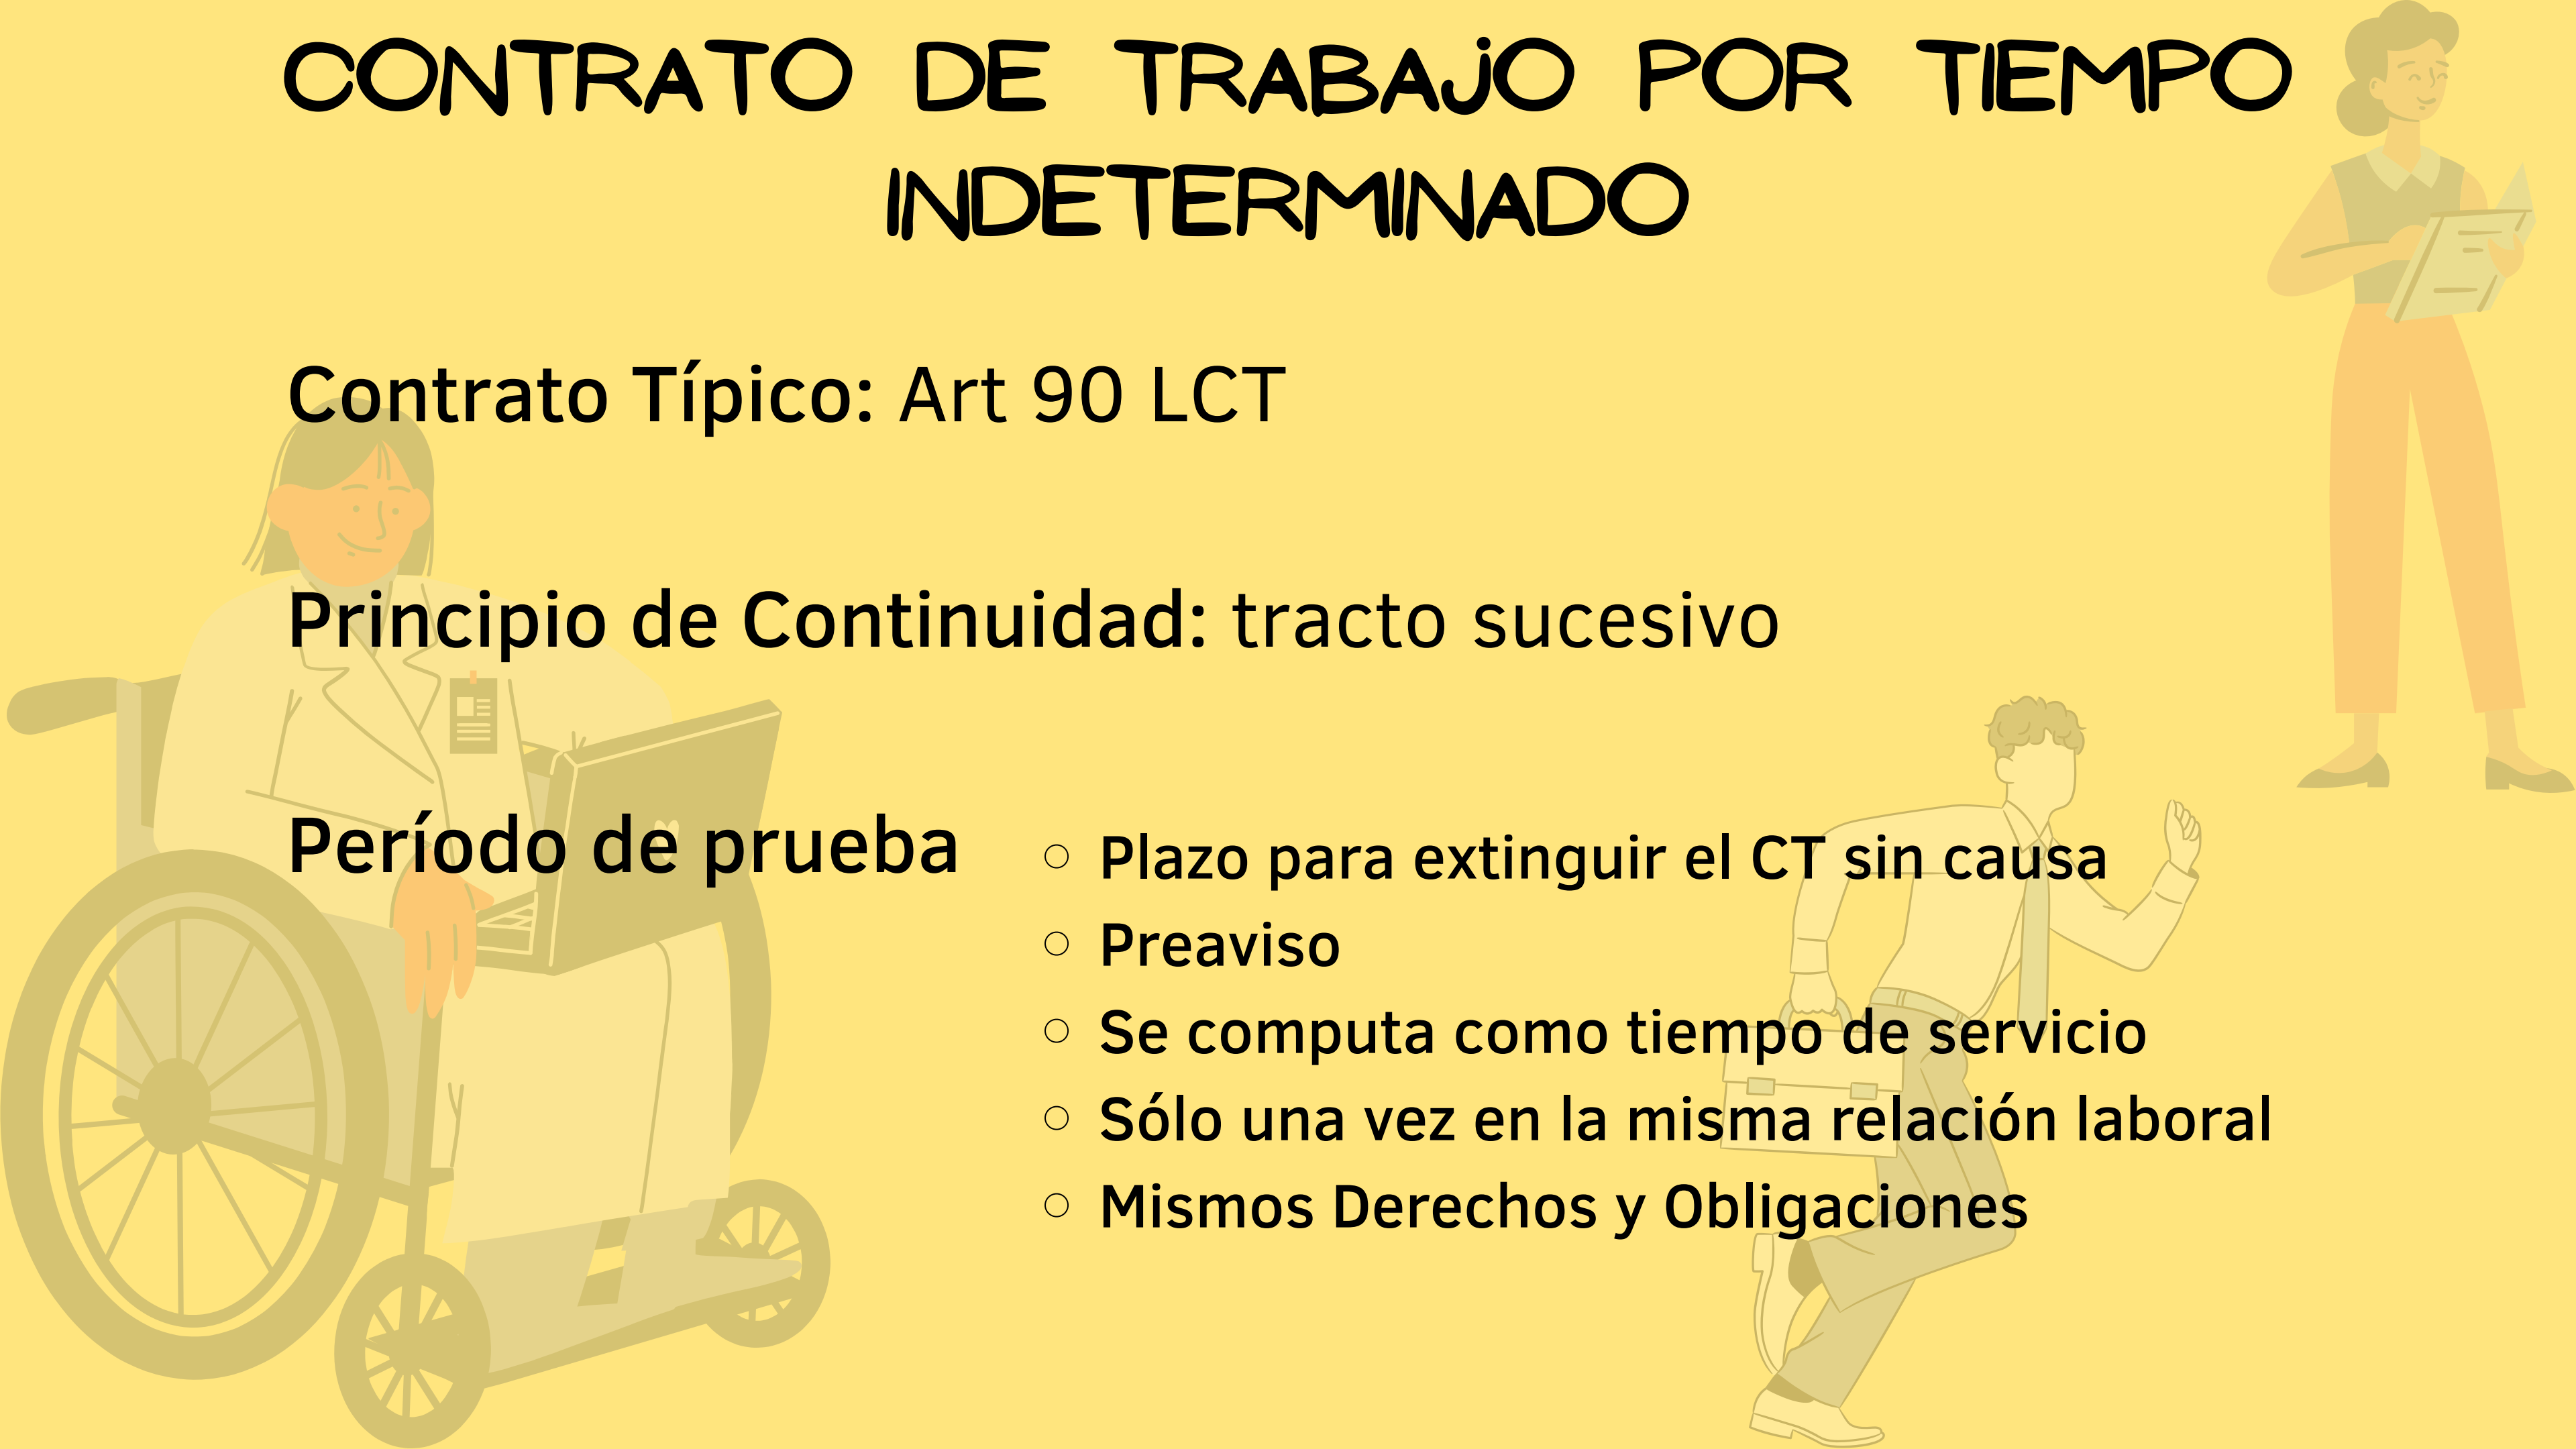 CONTRATO DE TRABAJO POR TIEMPO
INDETERMINADO
Contrato Típico: Art 90 LCT
Principio de Continuidad: tracto sucesivo
Período de prueba
Plazo para extinguir el CT sin causa
Preaviso
Se computa como tiempo de servicio
Sólo una vez en la misma relación laboral
Mismos Derechos y Obligaciones